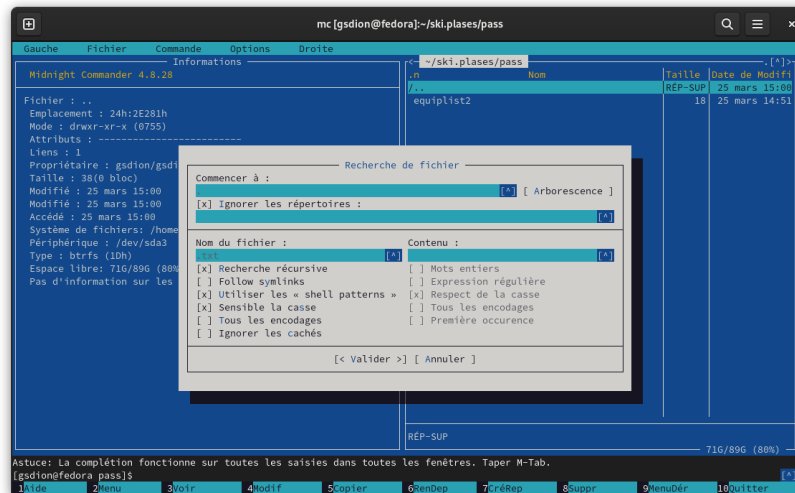 mc [gsdion@fedora]:~/ski.plases/pass
Gauche Fichier Commande Options Droite
Informations
Midnight Commander 4.8.28
Fichier : ..
Emplacement : 24h:2E281h
Mode : drwxr-xr-x (0755)
Attributs : -------------------------
Liens : 1
Propriétaire : gsdion/gsdi
Taille : 38(0 bloc)
Modifié : 25 mars 15:00
Modifié : 25 mars 15:00
Accédé : 25 mars 15:00
Système de fichiers: /home
Périphérique : /dev/sda3
Type : btrfs (1Dh)
Espace libre: 71G/89G (80%
Pas d'information sur les
<- ~/ski.plases/pass .[^]>
.n Nom Taille Date de Modifi
/.. RÉP-SUP 25 mars 15:00
equiplist2 18 25 mars 14:51
Recherche de fichier
Commencer à :
. [^] [ Arborescence ]
[x] Ignorer les répertoires :
[^]
Nom du fichier : Contenu :
.txt [^] [^]
[x] Recherche récursive [ ] Mots entiers
[ ] Follow symlinks [ ] Expression régulière
[x] Utiliser les « shell patterns » [x] Respect de la casse
[x] Sensible la casse [ ] Tous les encodages
[ ] Tous les encodages [ ] Première occurence
[ ] Ignorer les cachés
[< Valider >] [ Annuler ]
RÉP-SUP
71G/89G (80%)
Astuce: La complétion fonctionne sur toutes les saisies dans toutes les fenêtres. Taper M-Tab.
[gsdion@fedora pass]$ [^]
1Aide 2Menu 3Voir 4Modif 5Copier 6RenDep 7CréRep 8Suppr 9MenuDér 10Quitter